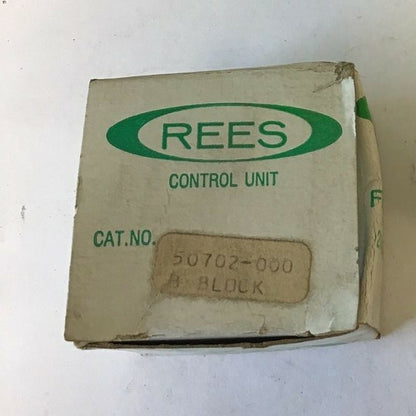 REES
CONTROL UNIT
CAT.NO.
50702-000
B BLOCK
F